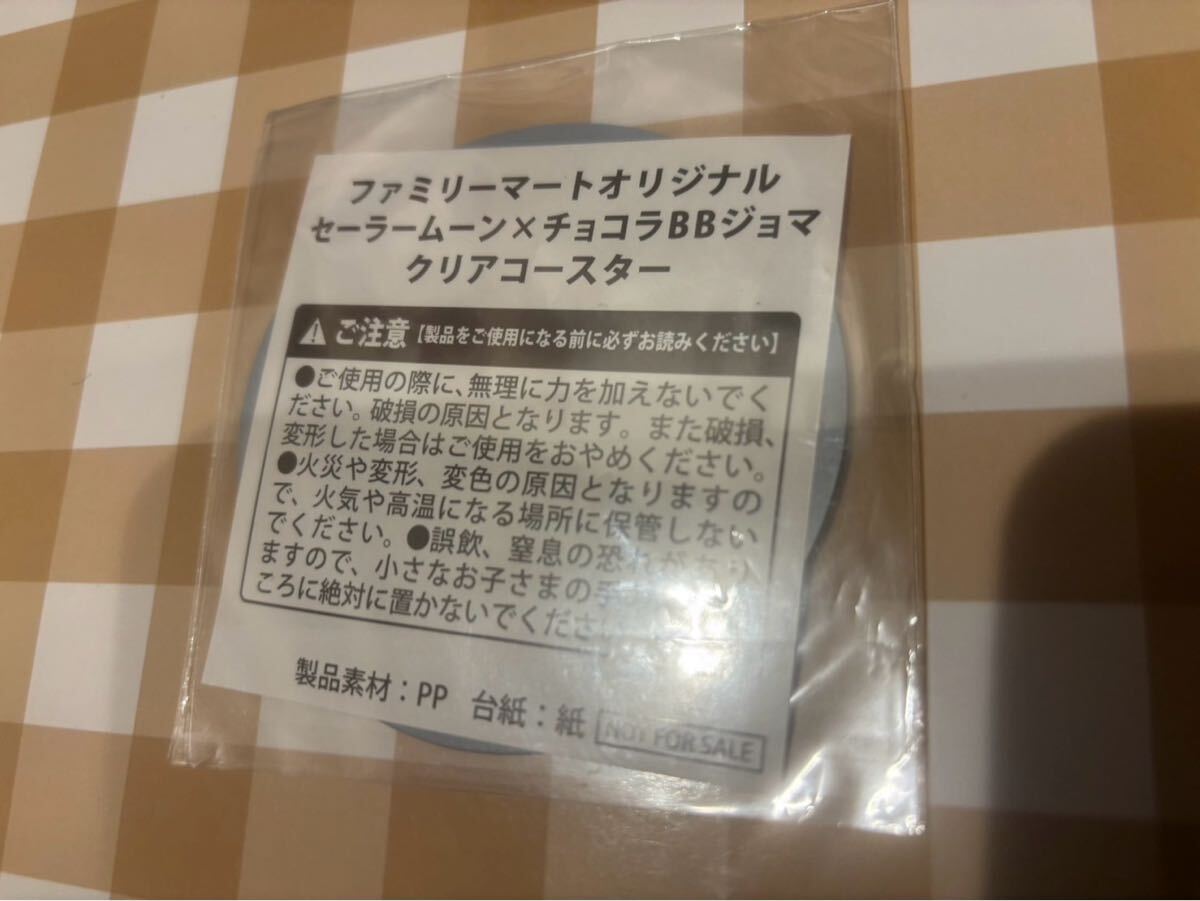 ファミリーマートオリジナル
セーラームーン×チョコラBBジョマ
クリアコースター
ご注意【製品をご使用になる前に必ずお読みください】
●ご使用の際に、無理に力を加えないでく
ださい。破損の原因となります。また破損、
変形した場合はご使用をおやめください。
●火災や変形、変色の原因となりますの
で、火気や高温になる場所に保管しない
でください。●誤飲、窒息の恐れがあり
ますので、小さなお子さまの手
ころに絶対に置かないでくださ
製品素材：PP 台紙：紙 NOT FOR SALE